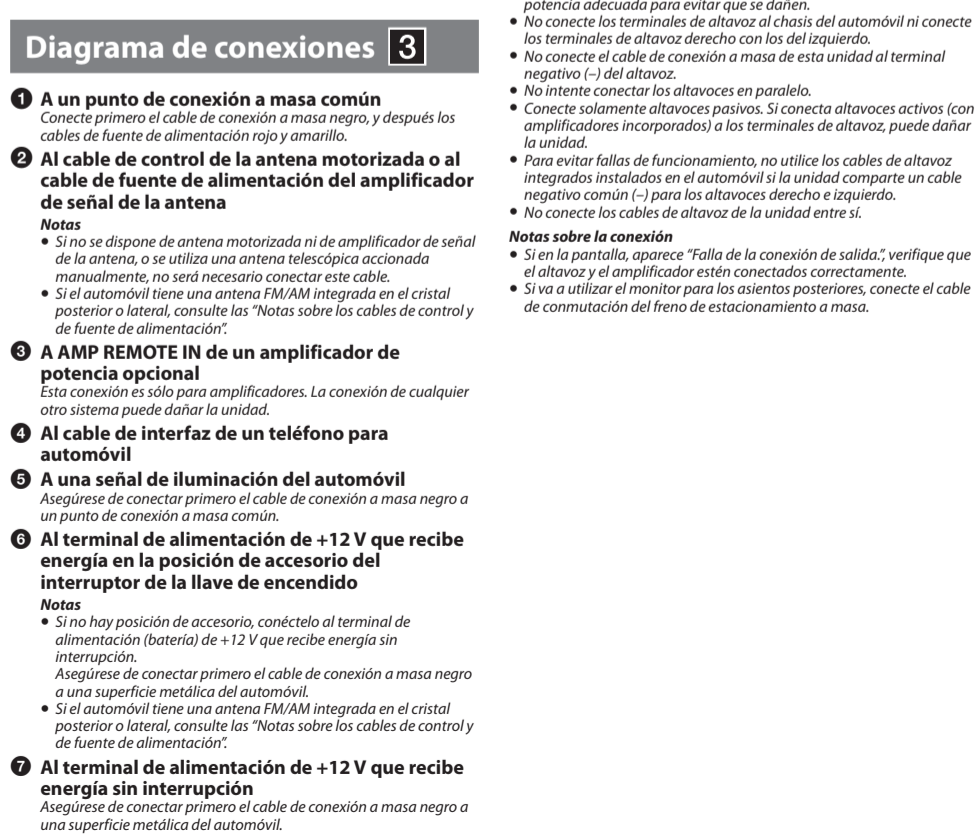 Diagrama de conexiones 3
1 A un punto de conexión a masa común
Conecte primero el cable de conexión a masa negro, y después los
cables de fuente de alimentación rojo y amarillo.
2 Al cable de control de la antena motorizada o al
cable de fuente de alimentación del amplificador
de señal de la antena
Notas
• Si no se dispone de antena motorizada ni de amplificador de señal
de la antena, o se utiliza una antena telescópica accionada
manualmente, no será necesario conectar este cable.
• Si el automóvil tiene una antena FM/AM integrada en el cristal
posterior o lateral, consulte las “Notas sobre los cables de control y
de fuente de alimentación”.
3 A AMP REMOTE IN de un amplificador de
potencia opcional
Esta conexión es sólo para amplificadores. La conexión de cualquier
otro sistema puede dañar la unidad.
4 Al cable de interfaz de un teléfono para
automóvil
5 A una señal de iluminación del automóvil
Asegúrese de conectar primero el cable de conexión a masa negro a
un punto de conexión a masa común.
6 Al terminal de alimentación de +12 V que recibe
energía en la posición de accesorio del
interruptor de la llave de encendido
Notas
• Si no hay posición de accesorio, conéctelo al terminal de
alimentación (batería) de +12 V que recibe energía sin
interrupción.
Asegúrese de conectar primero el cable de conexión a masa negro
a una superficie metálica del automóvil.
• Si el automóvil tiene una antena FM/AM integrada en el cristal
posterior o lateral, consulte las “Notas sobre los cables de control y
de fuente de alimentación”.
7 Al terminal de alimentación de +12 V que recibe
energía sin interrupción
Asegúrese de conectar primero el cable de conexión a masa negro a
una superficie metálica del automóvil.
potencia adecuada para evitar que se dañen.
• No conecte los terminales de altavoz al chasis del automóvil ni conecte
los terminales de altavoz derecho con los del izquierdo.
• No conecte el cable de conexión a masa de esta unidad al terminal
negativo (–) del altavoz.
• No intente conectar los altavoces en paralelo.
• Conecte solamente altavoces pasivos. Si conecta altavoces activos (con
amplificadores incorporados) a los terminales de altavoz, puede dañar
la unidad.
• Para evitar fallas de funcionamiento, no utilice los cables de altavoz
integrados instalados en el automóvil si la unidad comparte un cable
negativo común (–) para los altavoces derecho e izquierdo.
• No conecte los cables de altavoz de la unidad entre sí.
Notas sobre la conexión
• Si en la pantalla, aparece “Falla de la conexión de salida.”, verifique que
el altavoz y el amplificador estén conectados correctamente.
• Si va a utilizar el monitor para los asientos posteriores, conecte el cable
de conmutación del freno de estacionamiento a masa.